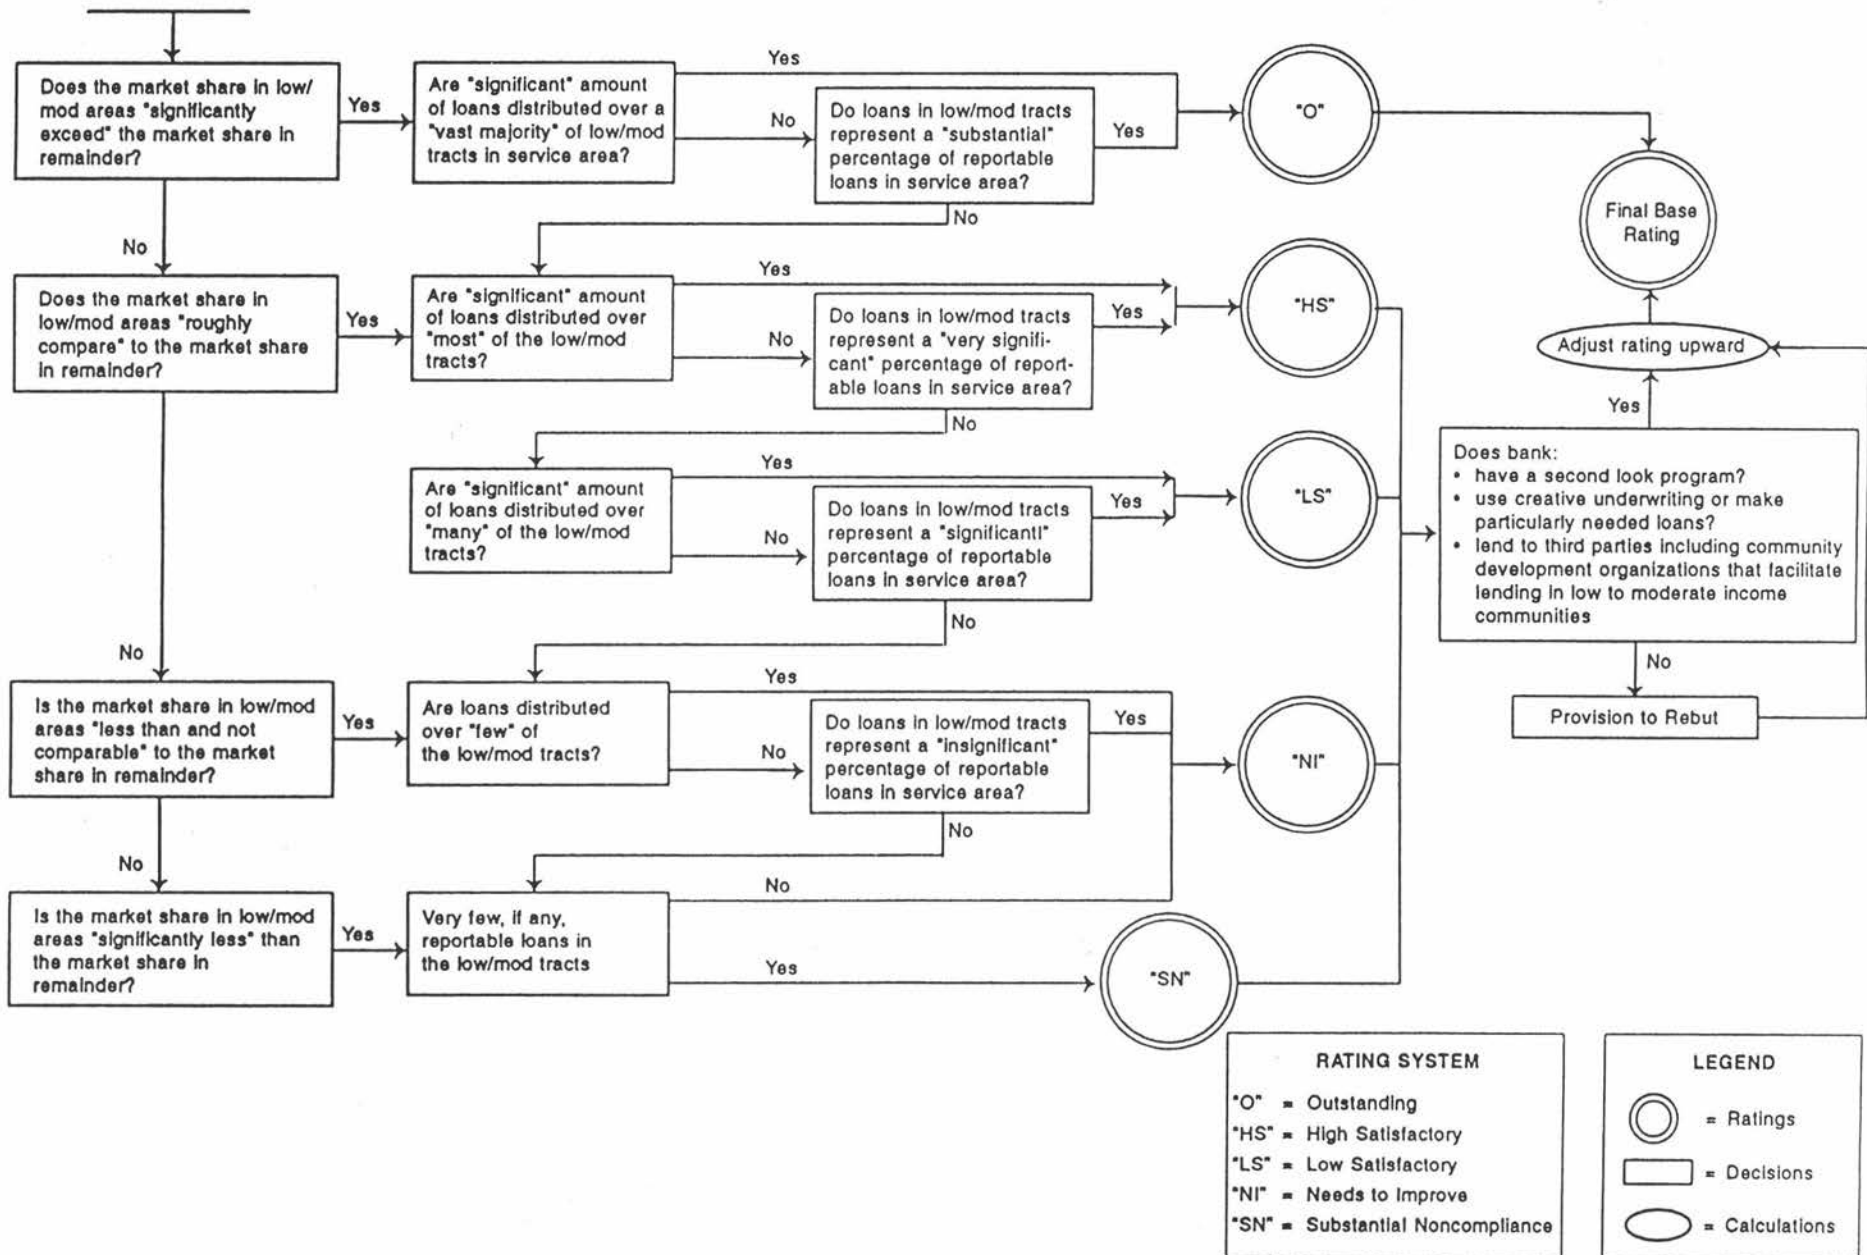 Does the market share in low/
mod areas "significantly
exceed" the market share in
remainder?
Yes
Are "significant" amount
of loans distributed over a
"vast majority" of low/mod
tracts in service area?
Yes
No
Do loans in low/mod tracts
represent a "substantial"
percentage of reportable
loans in service area?
Yes
"O"
No
No
Final Base
Rating
Does the market share in
low/mod areas "roughly
compare" to the market share
in remainder?
Yes
Are "significant" amount
of loans distributed over
"most" of the low/mod
tracts?
Yes
No
Do loans in low/mod tracts
represent a "very signifi-
cant" percentage of report-
able loans in service area?
Yes
"HS"
Adjust rating upward
Yes
No
Are "significant" amount
of loans distributed over
"many" of the low/mod
tracts?
Yes
No
Do loans in low/mod tracts
represent a "significantl"
percentage of reportable
loans in service area?
Yes
"LS"
Does bank:
• have a second look program?
• use creative underwriting or make
particularly needed loans?
• lend to third parties including community
development organizations that facilitate
lending in low to moderate income
communities
No
No
No
Provision to Rebut
Is the market share in low/mod
areas "less than and not
comparable" to the market
share in remainder?
Yes
Are loans distributed
over "few" of
the low/mod tracts?
Yes
No
Do loans in low/mod tracts
represent a "insignificant"
percentage of reportable
loans in service area?
Yes
"NI"
No
No
Is the market share in low/mod
areas "significantly less" than
the market share in
remainder?
Yes
Very few, if any,
reportable loans in
the low/mod tracts
No
Yes
"SN"
RATING SYSTEM
"O" = Outstanding
"HS" = High Satisfactory
"LS" = Low Satisfactory
"NI" = Needs to Improve
"SN" = Substantial Noncompliance
LEGEND
= Ratings
= Decisions
= Calculations